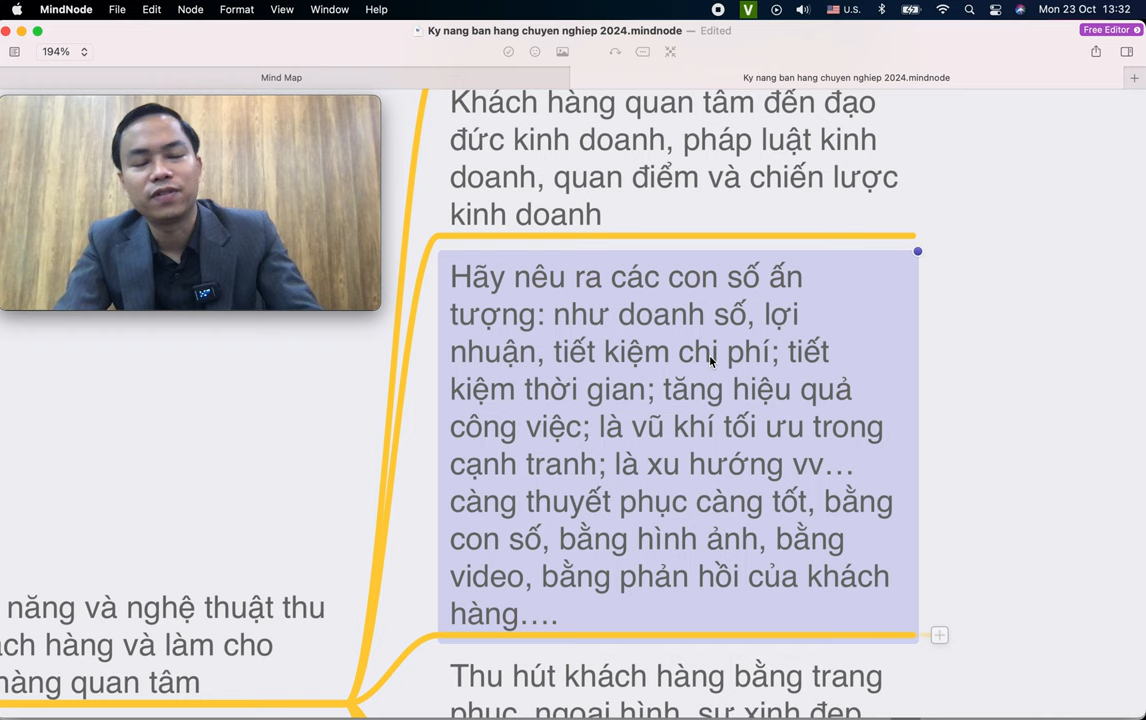 MindNode File Edit Node Format View Window Help V U.S. Mon 23 Oct 13:32
Ky nang ban hang chuyen nghiep 2024.mindnode — Edited
Free Editor
194%
Mind Map
Ky nang ban hang chuyen nghiep 2024.mindnode
Khách hàng quan tâm đến đạo
đức kinh doanh, pháp luật kinh
doanh, quan điểm và chiến lược
kinh doanh
Hãy nêu ra các con số ấn
tượng: như doanh số, lợi
nhuận, tiết kiệm chi phí; tiết
kiệm thời gian; tăng hiệu quả
công việc; là vũ khí tối ưu trong
cạnh tranh; là xu hướng vv…
càng thuyết phục càng tốt, bằng
con số, bằng hình ảnh, bằng
video, bằng phản hồi của khách
hàng….
năng và nghệ thuật thu
hàng và làm cho
quan tâm
Thu hút khách hàng bằng trang
phục, ngoại hình, sự xinh đẹp